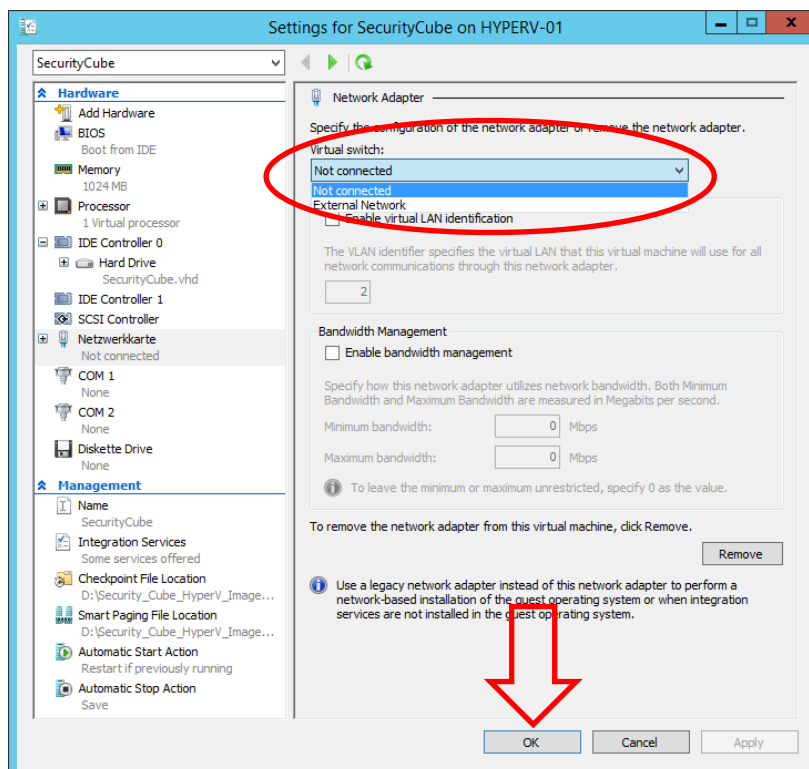 Settings for SecurityCube on HYPERV-01
SecurityCube
Hardware
Add Hardware
BIOS
Boot from IDE
Memory
1024 MB
Processor
1 Virtual processor
IDE Controller 0
Hard Drive
SecurityCube.vhd
IDE Controller 1
SCSI Controller
Netzwerkkarte
Not connected
COM 1
None
COM 2
None
Diskette Drive
None
Management
Name
SecurityCube
Integration Services
Some services offered
Checkpoint File Location
D:\Security_Cube_HyperV_Image...
Smart Paging File Location
D:\Security_Cube_HyperV_Image...
Automatic Start Action
Restart if previously running
Automatic Stop Action
Save
Network Adapter
Specify the configuration of the network adapter or remove the network adapter.
Virtual switch:
Not connected
Not connected
External Network
Enable virtual LAN identification
The VLAN identifier specifies the virtual LAN that this virtual machine will use for all
network communications through this network adapter.
2
Bandwidth Management
Enable bandwidth management
Specify how this network adapter utilizes network bandwidth. Both Minimum
Bandwidth and Maximum Bandwidth are measured in Megabits per second.
Minimum bandwidth: 0 Mbps
Maximum bandwidth: 0 Mbps
To leave the minimum or maximum unrestricted, specify 0 as the value.
To remove the network adapter from this virtual machine, click Remove.
Remove
Use a legacy network adapter instead of this network adapter to perform a
network-based installation of the guest operating system or when integration
services are not installed in the guest operating system.
OK Cancel Apply